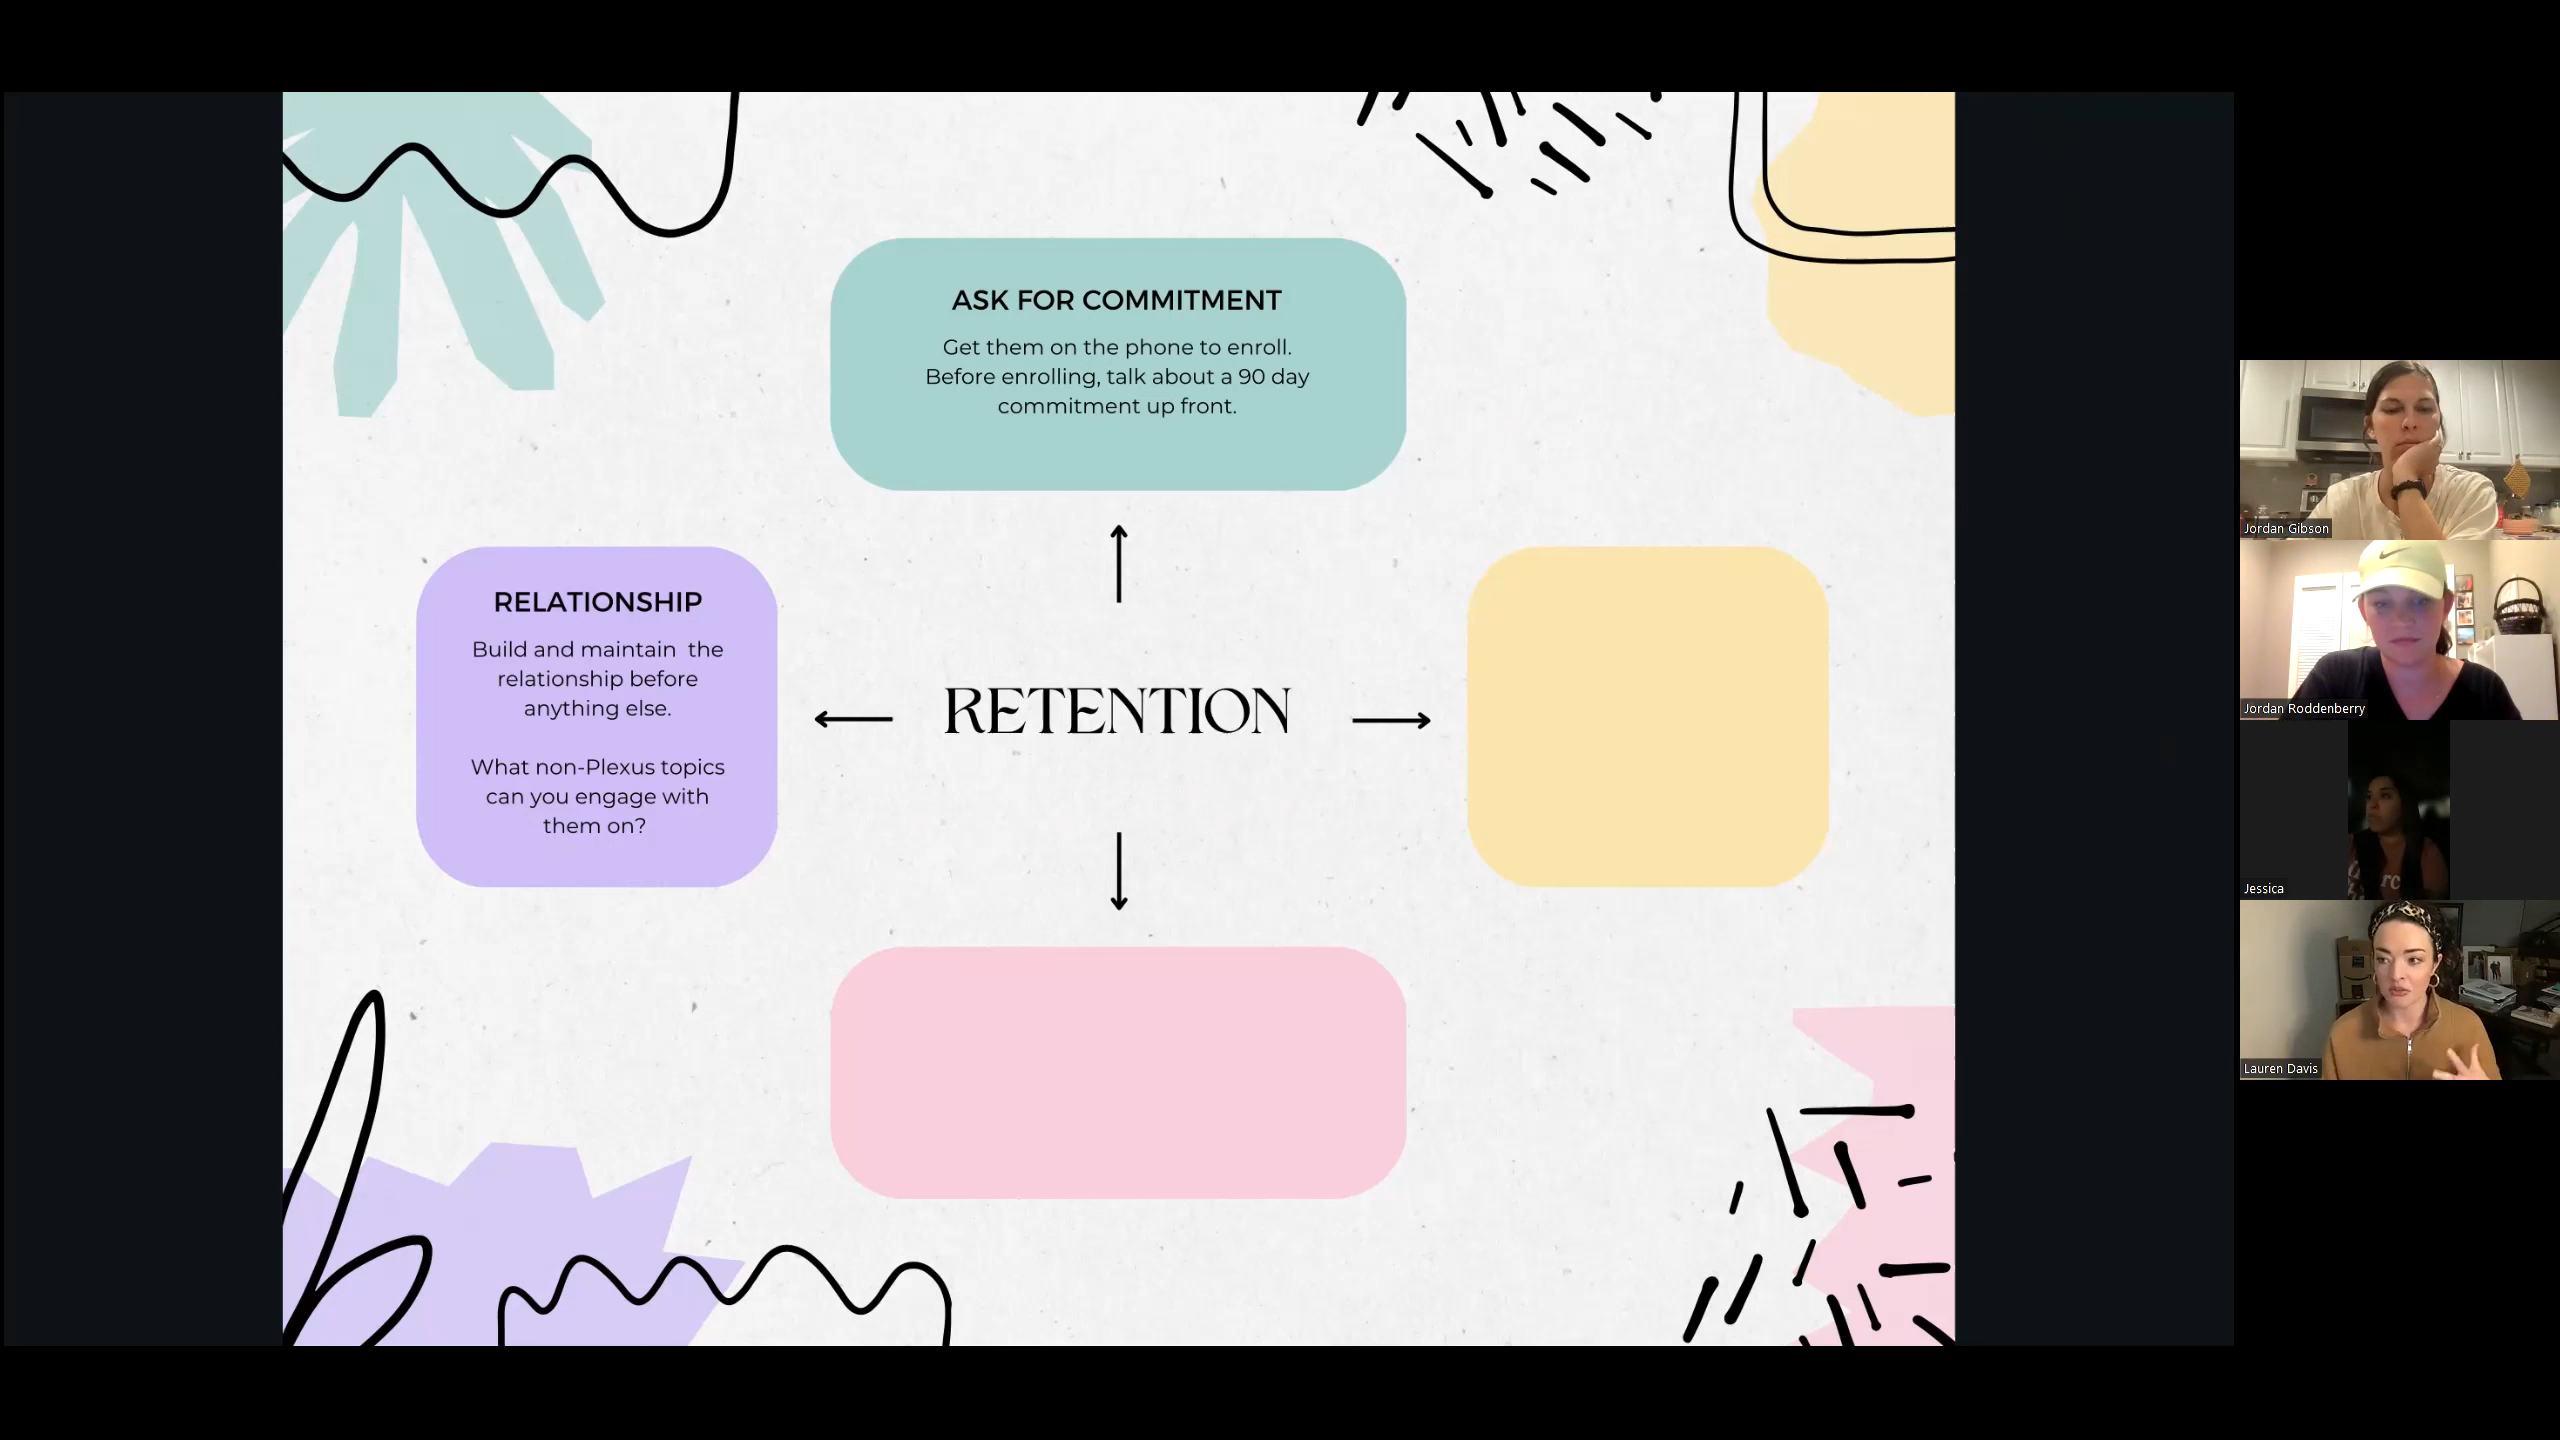 ASK FOR COMMITMENT
Get them on the phone to enroll.
Before enrolling, talk about a 90 day
commitment up front.
RELATIONSHIP
Build and maintain  the
relationship before
anything else.
What non-Plexus topics
can you engage with
them on?
RETENTION
Jordan Gibson
Jordan Roddenberry
Jessica
Lauren Davis